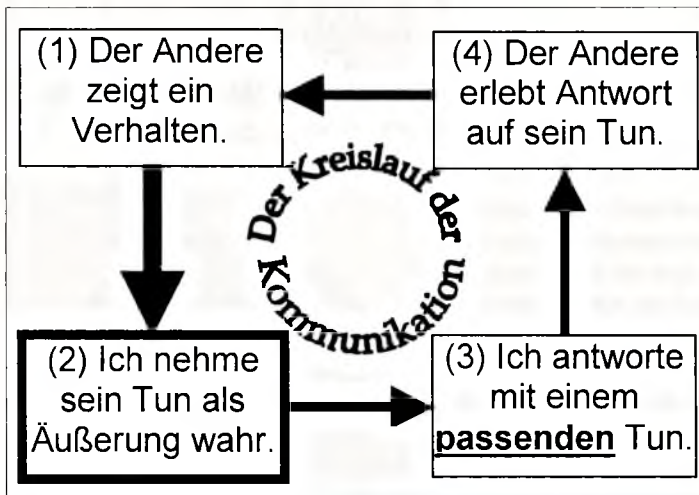 (1) Der Andere
zeigt ein
Verhalten.
(4) Der Andere
erlebt Antwort
auf sein Tun.
Der Kreislauf der
Kommunikation
(2) Ich nehme
sein Tun als
Äußerung wahr.
(3) Ich antworte
mit einem
passenden Tun.